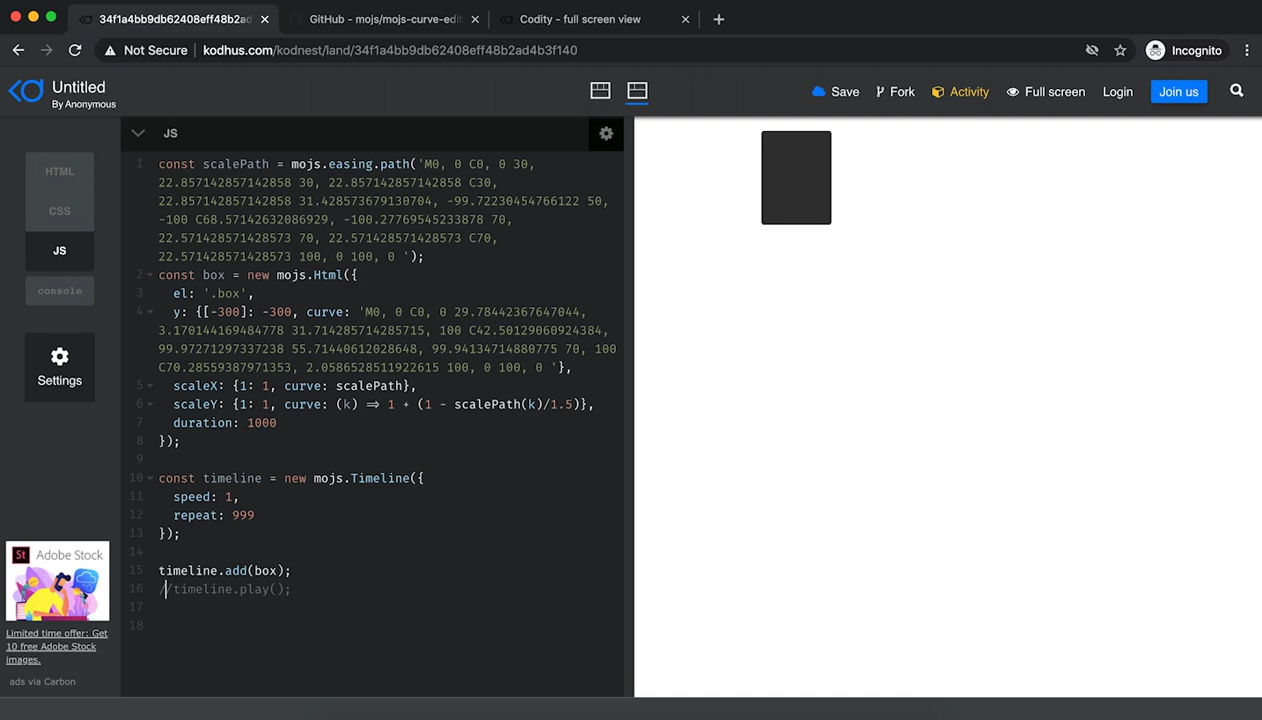 34f1a4bb9db62408eff48b2ad
GitHub - mojs/mojs-curve-edi
Codity - full screen view
Not Secure
kodhus.com/kodnest/land/34f1a4bb9db62408eff48b2ad4b3f140
Incognito
Untitled
By Anonymous
Save
Fork
Activity
Full screen
Login
Join us
HTML
CSS
JS
console
Settings
JS
1 const scalePath = mojs.easing.path('M0, 0 C0, 0 30,
22.857142857142858 30, 22.857142857142858 C30,
22.857142857142858 31.428573679130704, -99.72230454766122 50,
-100 C68.57142632086929, -100.27769545233878 70,
22.571428571428573 70, 22.571428571428573 C70,
22.571428571428573 100, 0 100, 0 ');
2 const box = new mojs.Html({
3 el: '.box',
4 y: {[-300]: -300, curve: 'M0, 0 C0, 0 29.78442367647044,
3.170144169484778 31.714285714285715, 100 C42.50129060924384,
99.97271297337238 55.71440612028648, 99.94134714880775 70, 100
C70.28559387971353, 2.0586528511922615 100, 0 100, 0 '},
5 scaleX: {1: 1, curve: scalePath},
6 scaleY: {1: 1, curve: (k) => 1 + (1 - scalePath(k)/1.5)},
7 duration: 1000
8 });
9
10 const timeline = new mojs.Timeline({
11 speed: 1,
12 repeat: 999
13 });
14
15 timeline.add(box);
16 //timeline.play();
17
18
St Adobe Stock
Limited time offer: Get
10 free Adobe Stock
images.
ads via Carbon